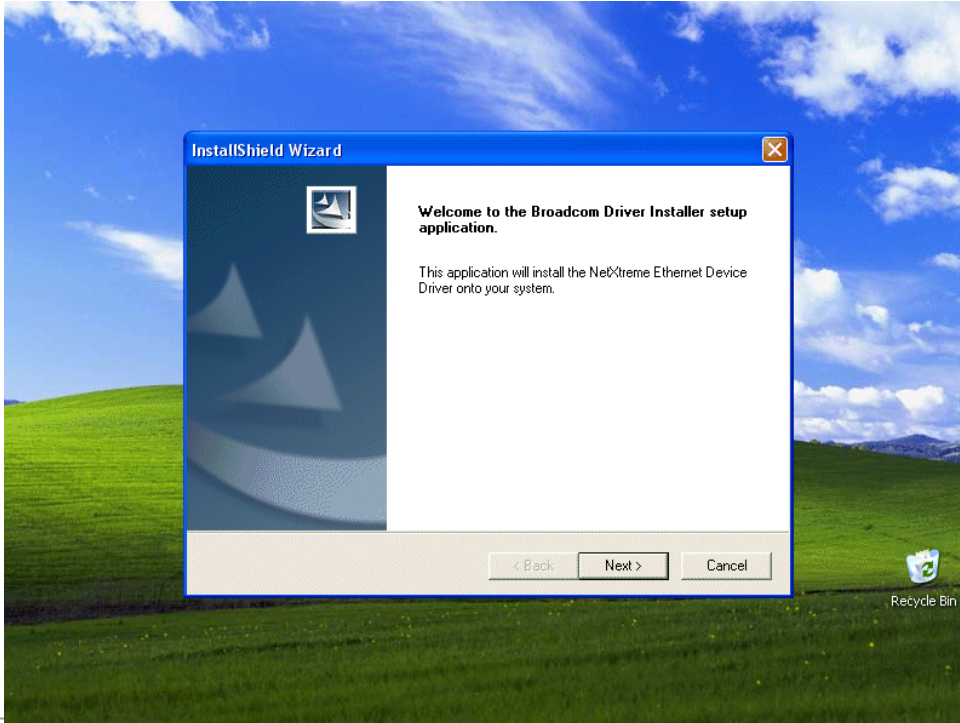 InstallShield Wizard
Welcome to the Broadcom Driver Installer setup
application.
This application will install the NetXtreme Ethernet Device
Driver onto your system.
< Back
Next >
Cancel
Recycle Bin